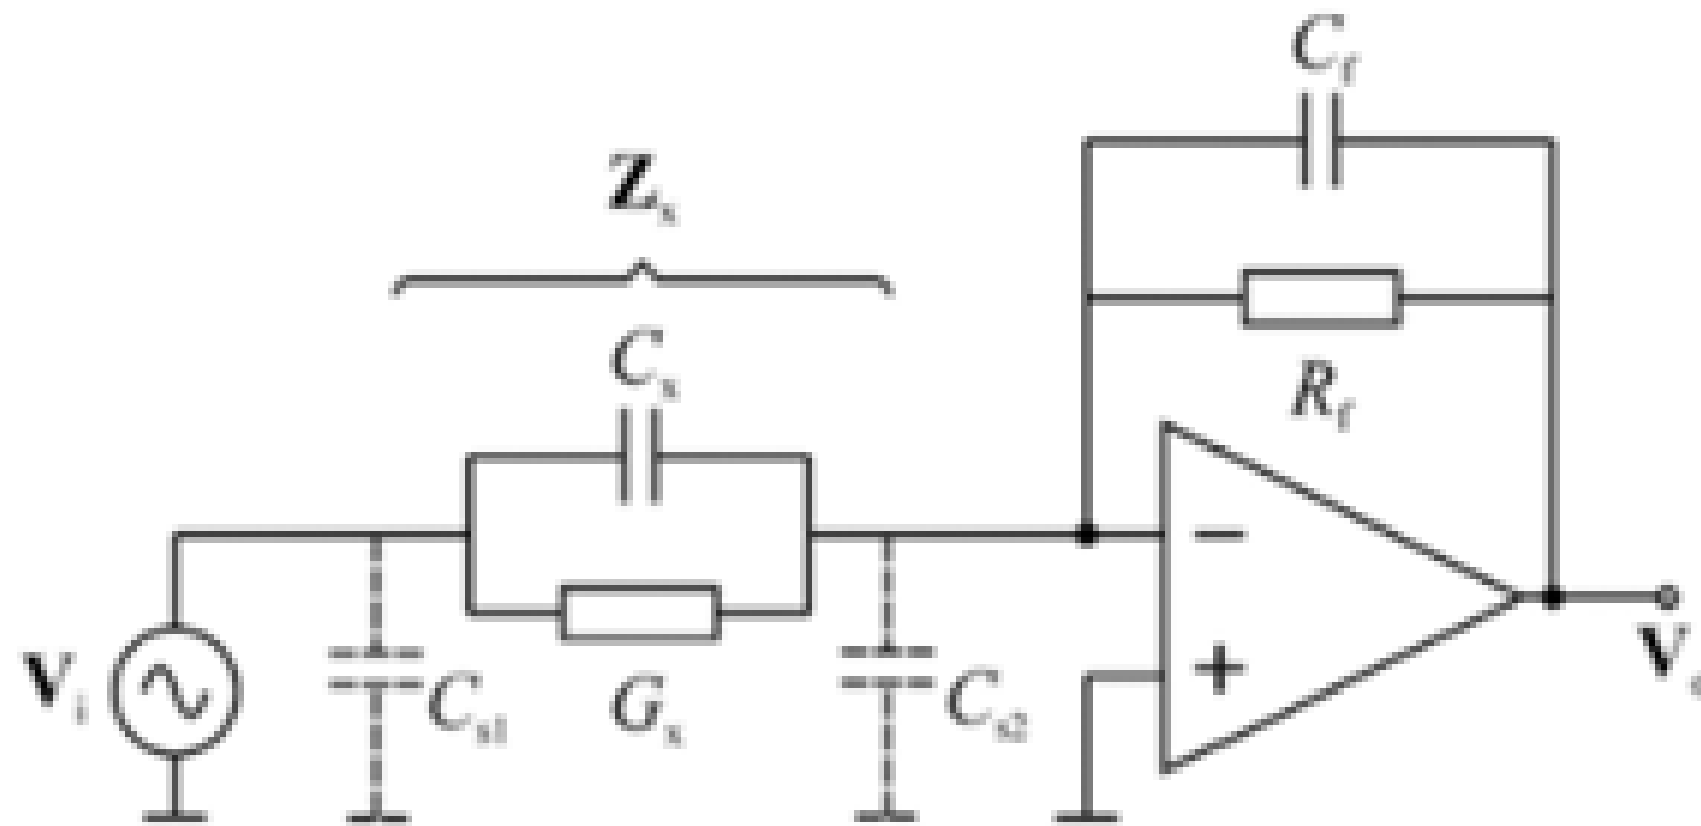 C_f
Z_x
C_x
R_f
−
+
V_i
C_s1
G_x
C_s2
V_o